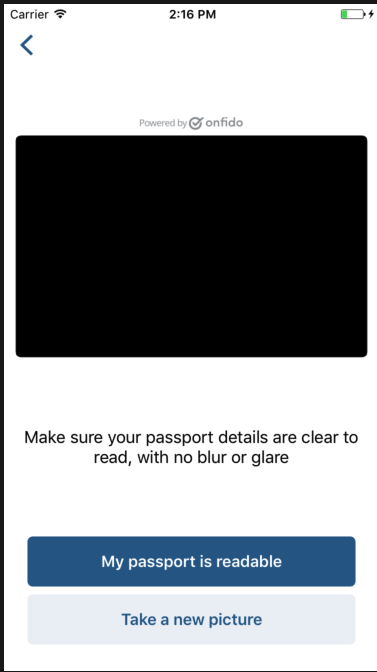 Carrier
2:16 PM
Powered by onfido
Make sure your passport details are clear to
read, with no blur or glare
My passport is readable
Take a new picture